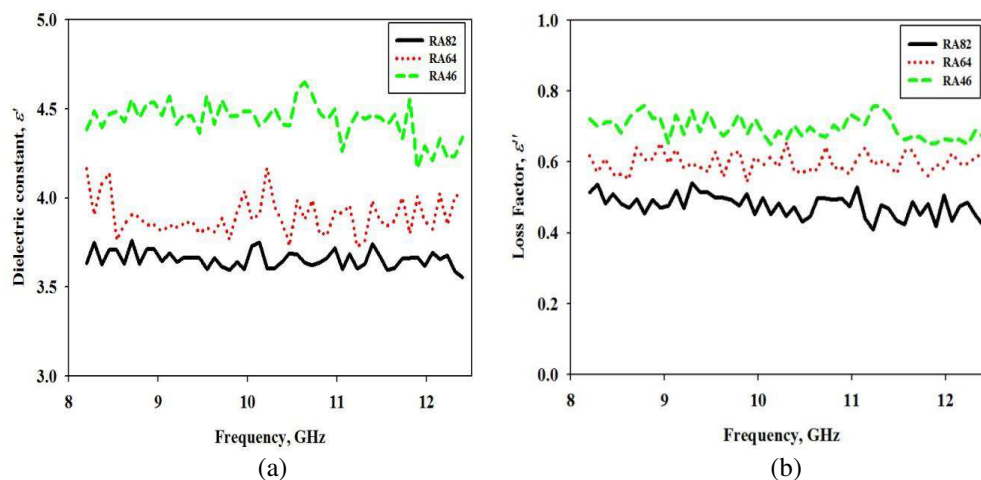 5.0
4.5
4.0
3.5
3.0
Dielectric constant, ε'
RA82
RA64
RA46
8 9 10 11 12
Frequency, GHz
(a)
1.0
0.8
0.6
0.4
0.2
0.0
Loss Factor, ε''
RA82
RA64
RA46
8 9 10 11 12
Frequency, GHz
(b)